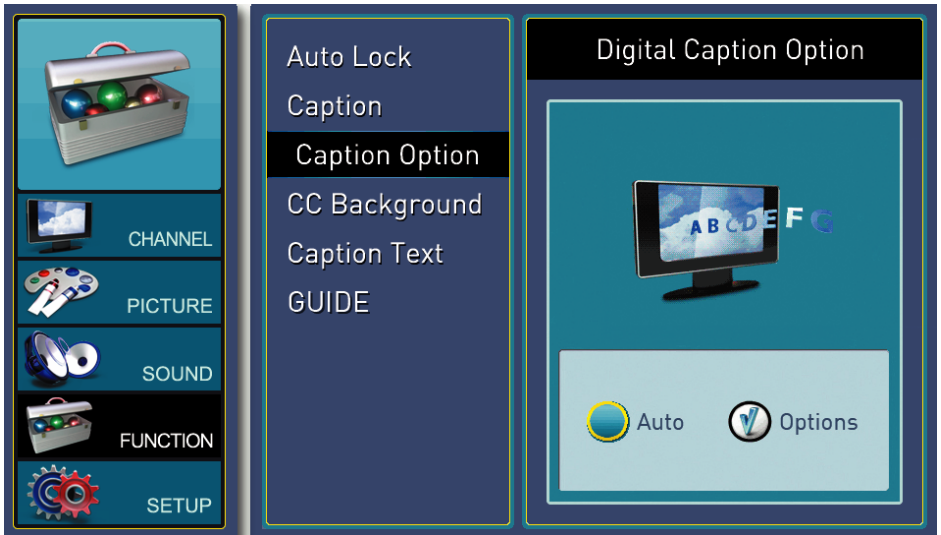 CHANNEL
PICTURE
SOUND
FUNCTION
SETUP
Auto Lock
Caption
Caption Option
CC Background
Caption Text
GUIDE
Digital Caption Option
ABCDEFG
Auto
Options